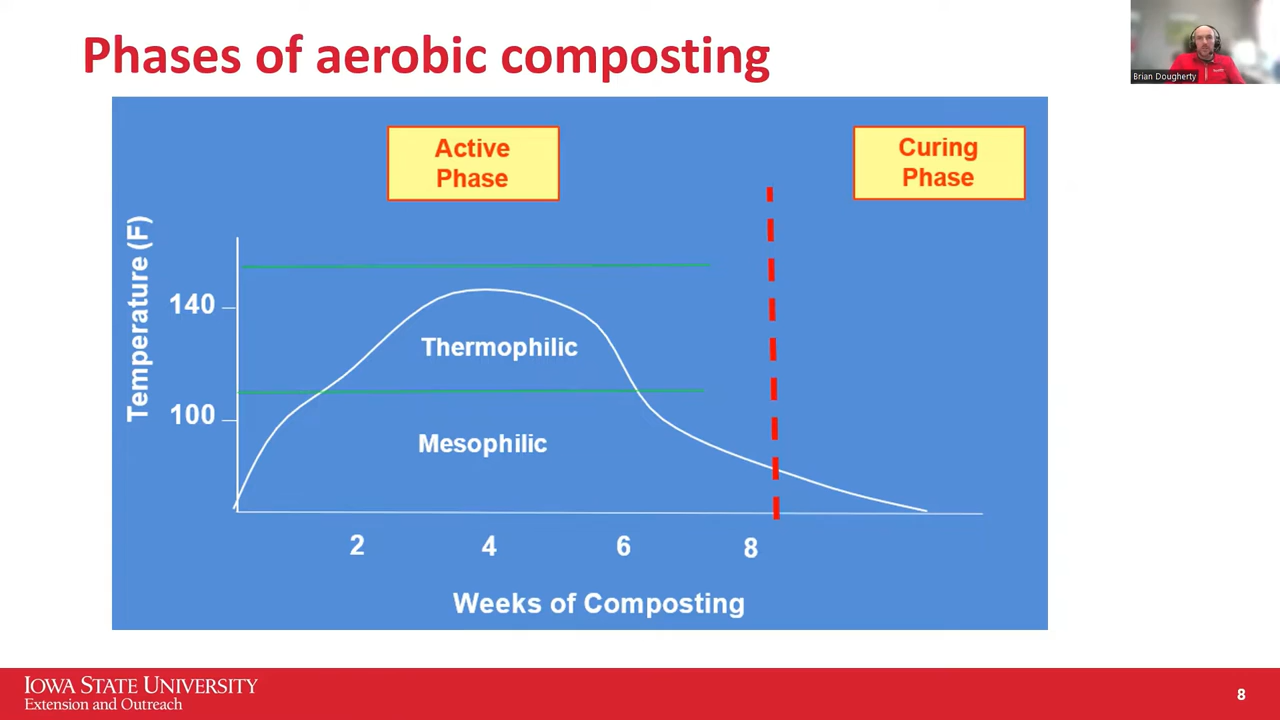 Phases of aerobic composting
Brian Dougherty
Active
Phase
Curing
Phase
Temperature (F)
140
Thermophilic
100
Mesophilic
2 4 6 8
Weeks of Composting
IOWA STATE UNIVERSITY
Extension and Outreach
8